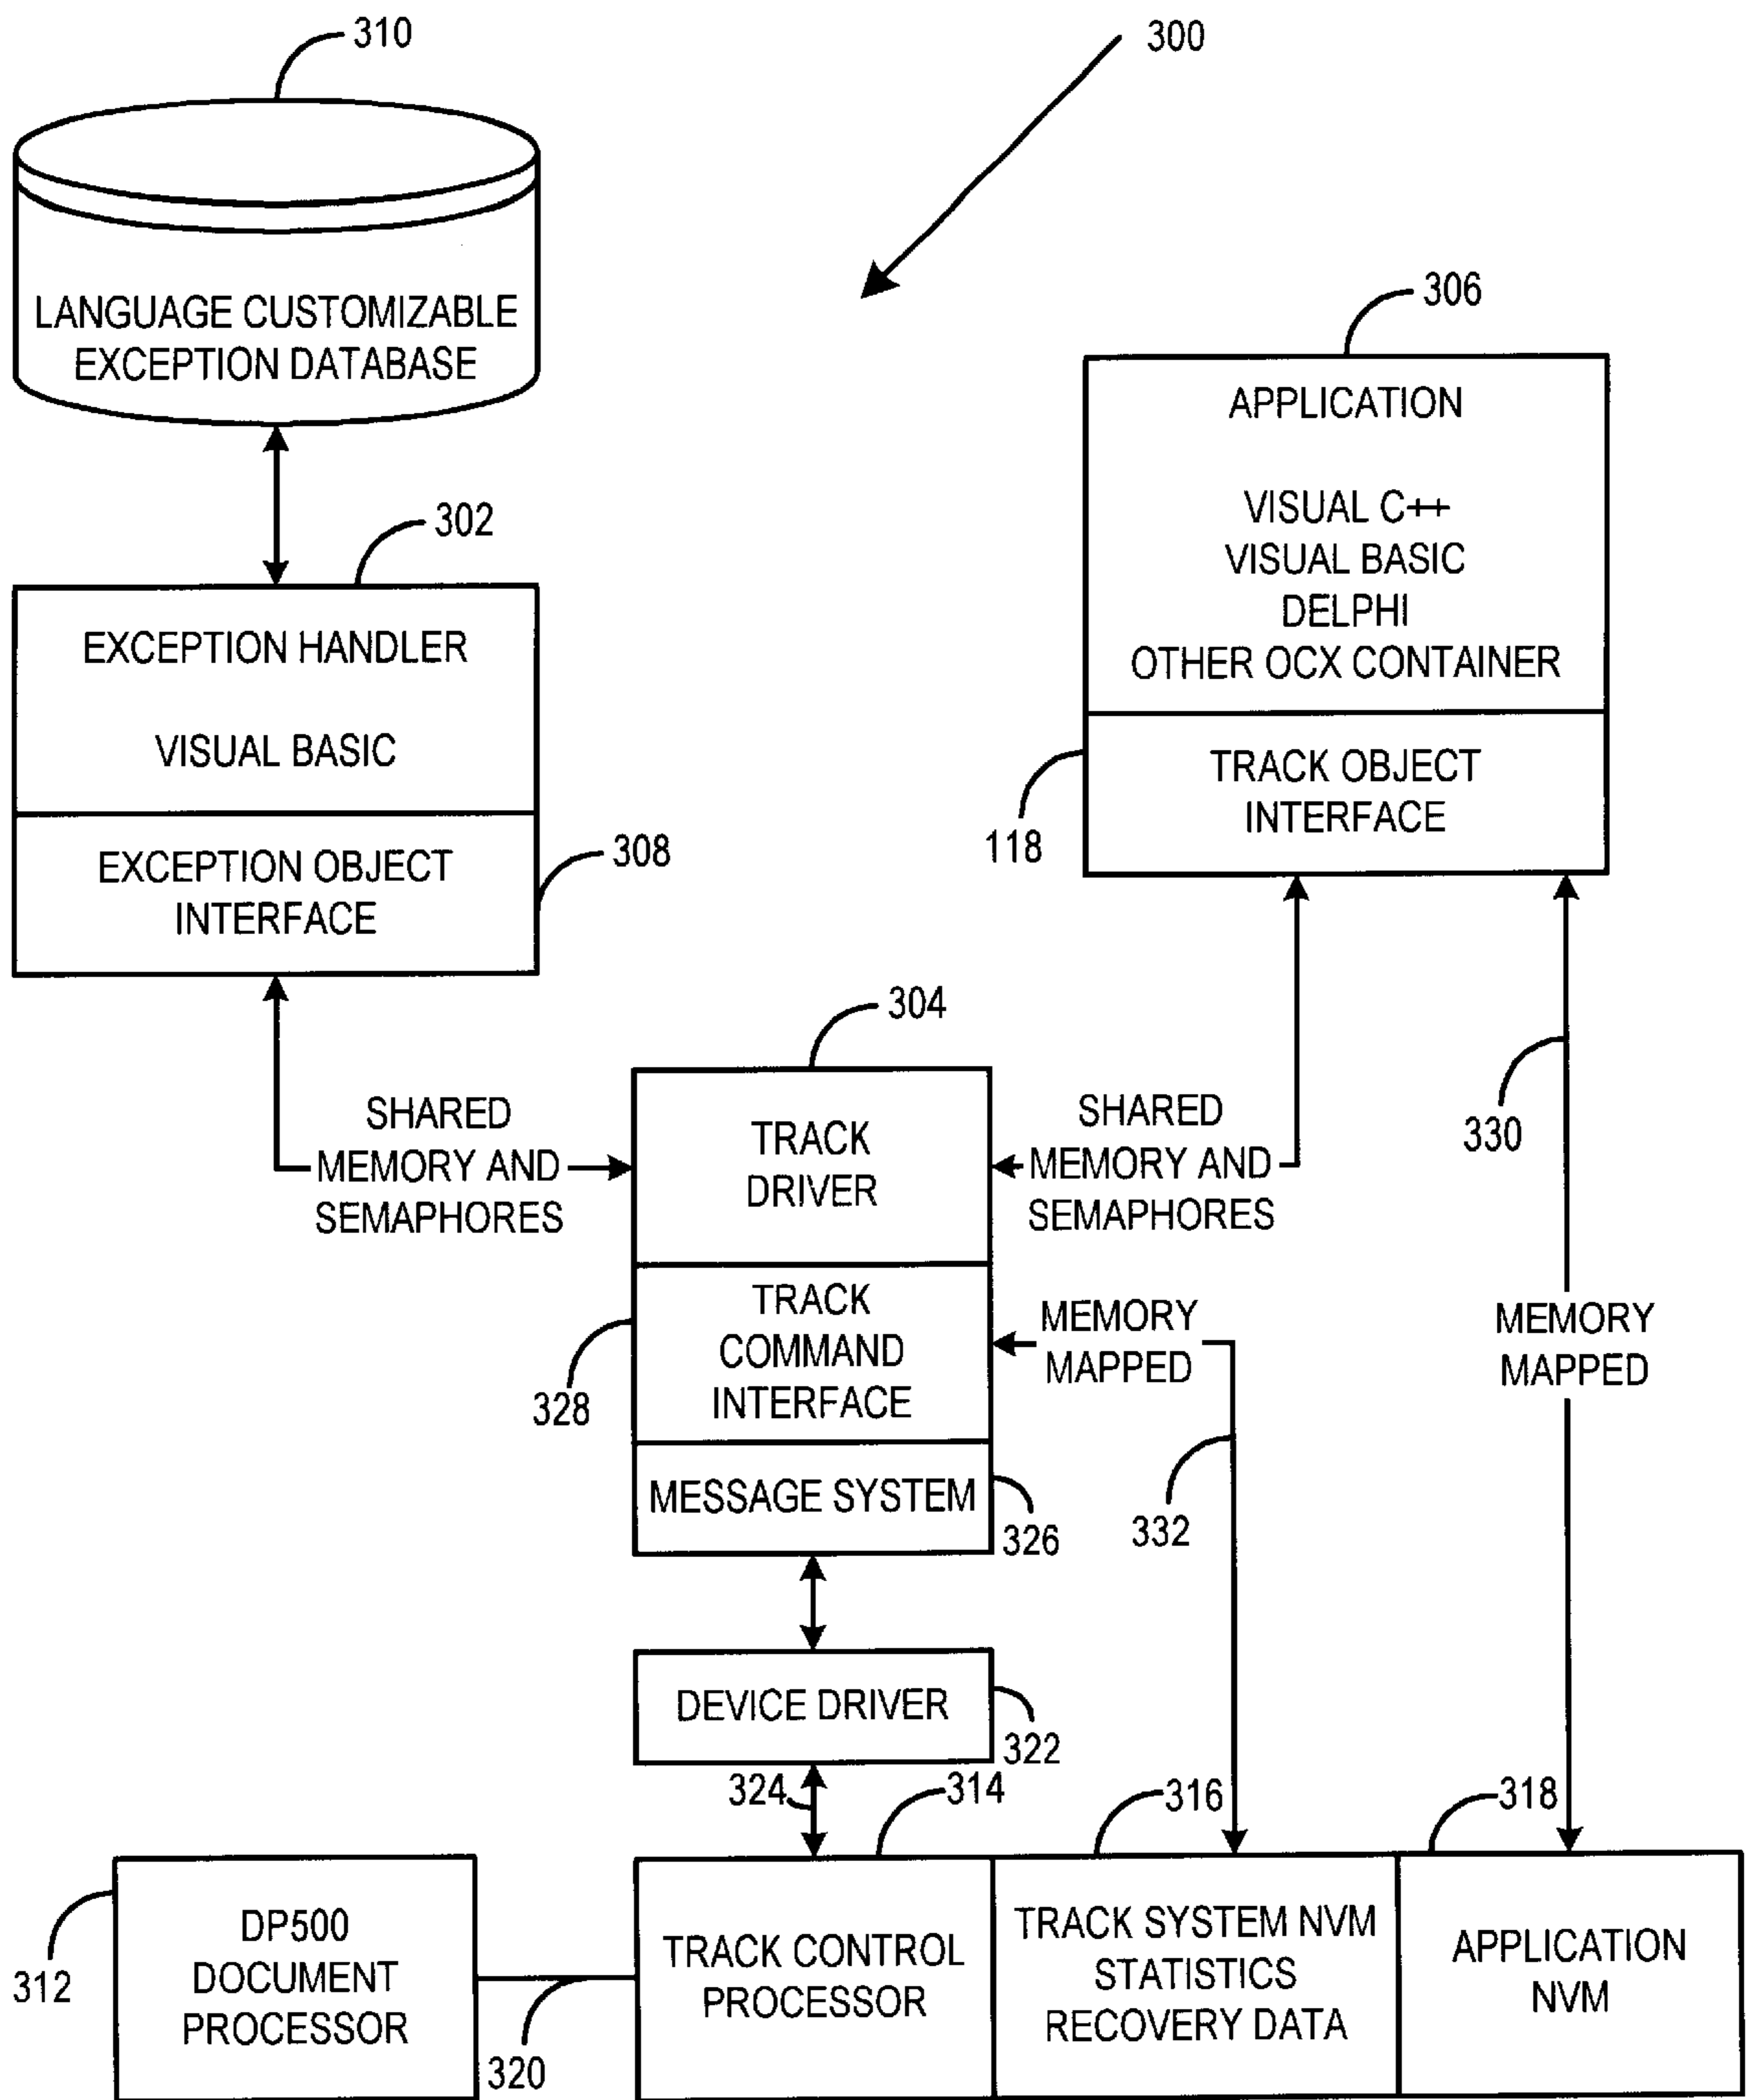 310
300
LANGUAGE CUSTOMIZABLE
EXCEPTION DATABASE
306
APPLICATION
VISUAL C++
VISUAL BASIC
DELPHI
OTHER OCX CONTAINER
302
EXCEPTION HANDLER
VISUAL BASIC
TRACK OBJECT
INTERFACE
118
EXCEPTION OBJECT
INTERFACE
308
304
SHARED
MEMORY AND
SEMAPHORES
TRACK
DRIVER
SHARED
MEMORY AND
SEMAPHORES
330
TRACK
COMMAND
INTERFACE
328
MEMORY
MAPPED
MEMORY
MAPPED
MESSAGE SYSTEM
326
332
DEVICE DRIVER
322
324
314
316
318
312
DP500
DOCUMENT
PROCESSOR
320
TRACK CONTROL
PROCESSOR
TRACK SYSTEM NVM
STATISTICS
RECOVERY DATA
APPLICATION
NVM